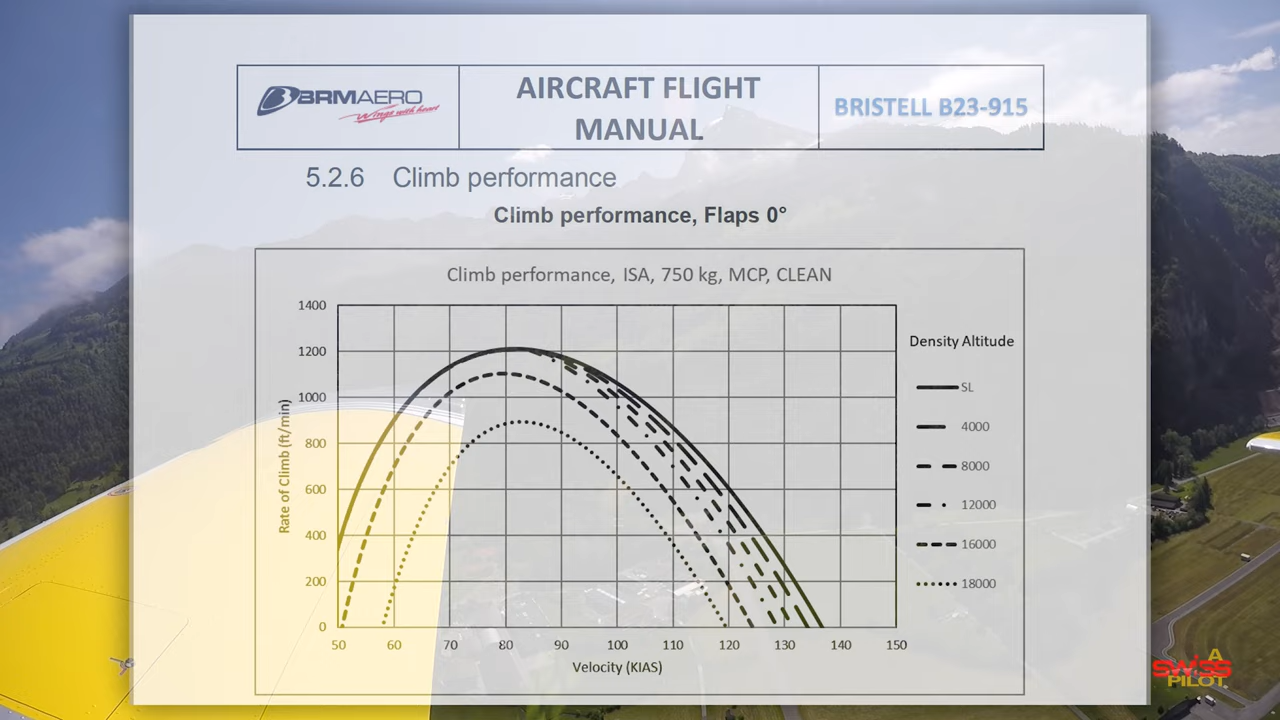 BRMAERO
Wings with heart
AIRCRAFT FLIGHT
MANUAL
BRISTELL B23-915
5.2.6 Climb performance
Climb performance, Flaps 0°
Climb performance, ISA, 750 kg, MCP, CLEAN
1400
1200
1000
800
600
400
200
0
Rate of Climb (ft/min)
50 60 70 80 90 100 110 120 130 140 150
Velocity (KIAS)
Density Altitude
SL
4000
8000
12000
16000
18000
A
SWISS
PILOT